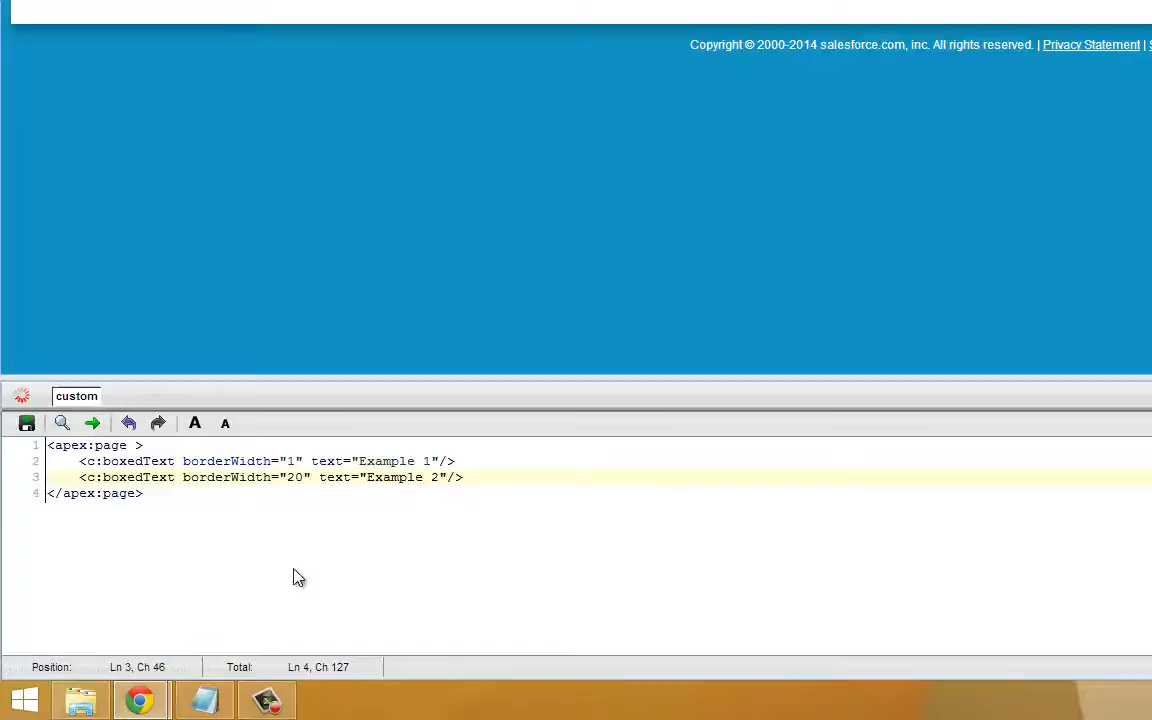 Copyright © 2000-2014 salesforce.com, inc. All rights reserved. | Privacy Statement |
custom
A A
1 <apex:page >
2 <c:boxedText borderWidth="1" text="Example 1"/>
3 <c:boxedText borderWidth="20" text="Example 2"/>
4 </apex:page>
Position: Ln 3, Ch 46 Total: Ln 4, Ch 127